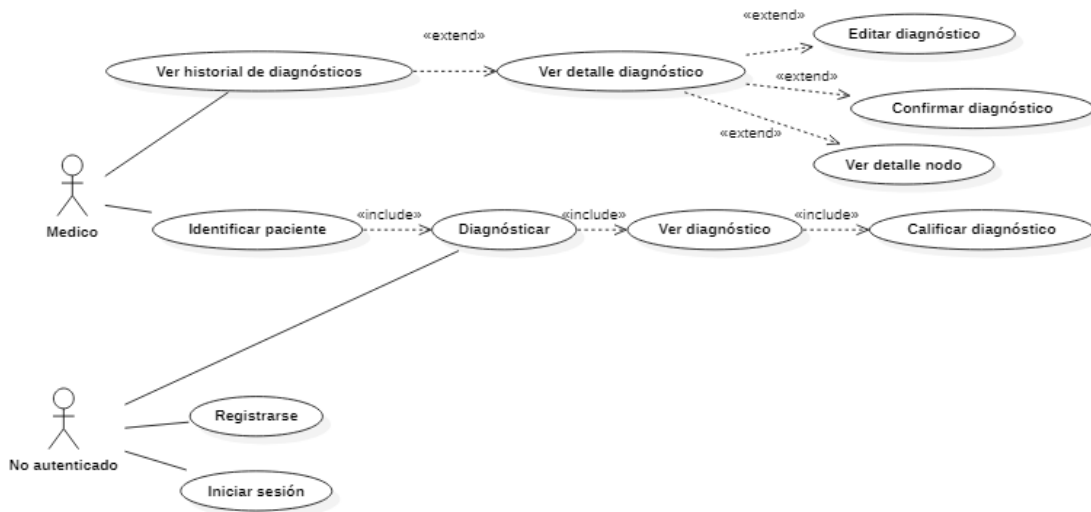 «extend»
Editar diagnóstico
«extend»
Ver historial de diagnósticos
Ver detalle diagnóstico
«extend»
Confirmar diagnóstico
«extend»
Ver detalle nodo
Medico
Identificar paciente
«include»
Diagnósticar
«include»
Ver diagnóstico
«include»
Calificar diagnóstico
Registrarse
No autenticado
Iniciar sesión